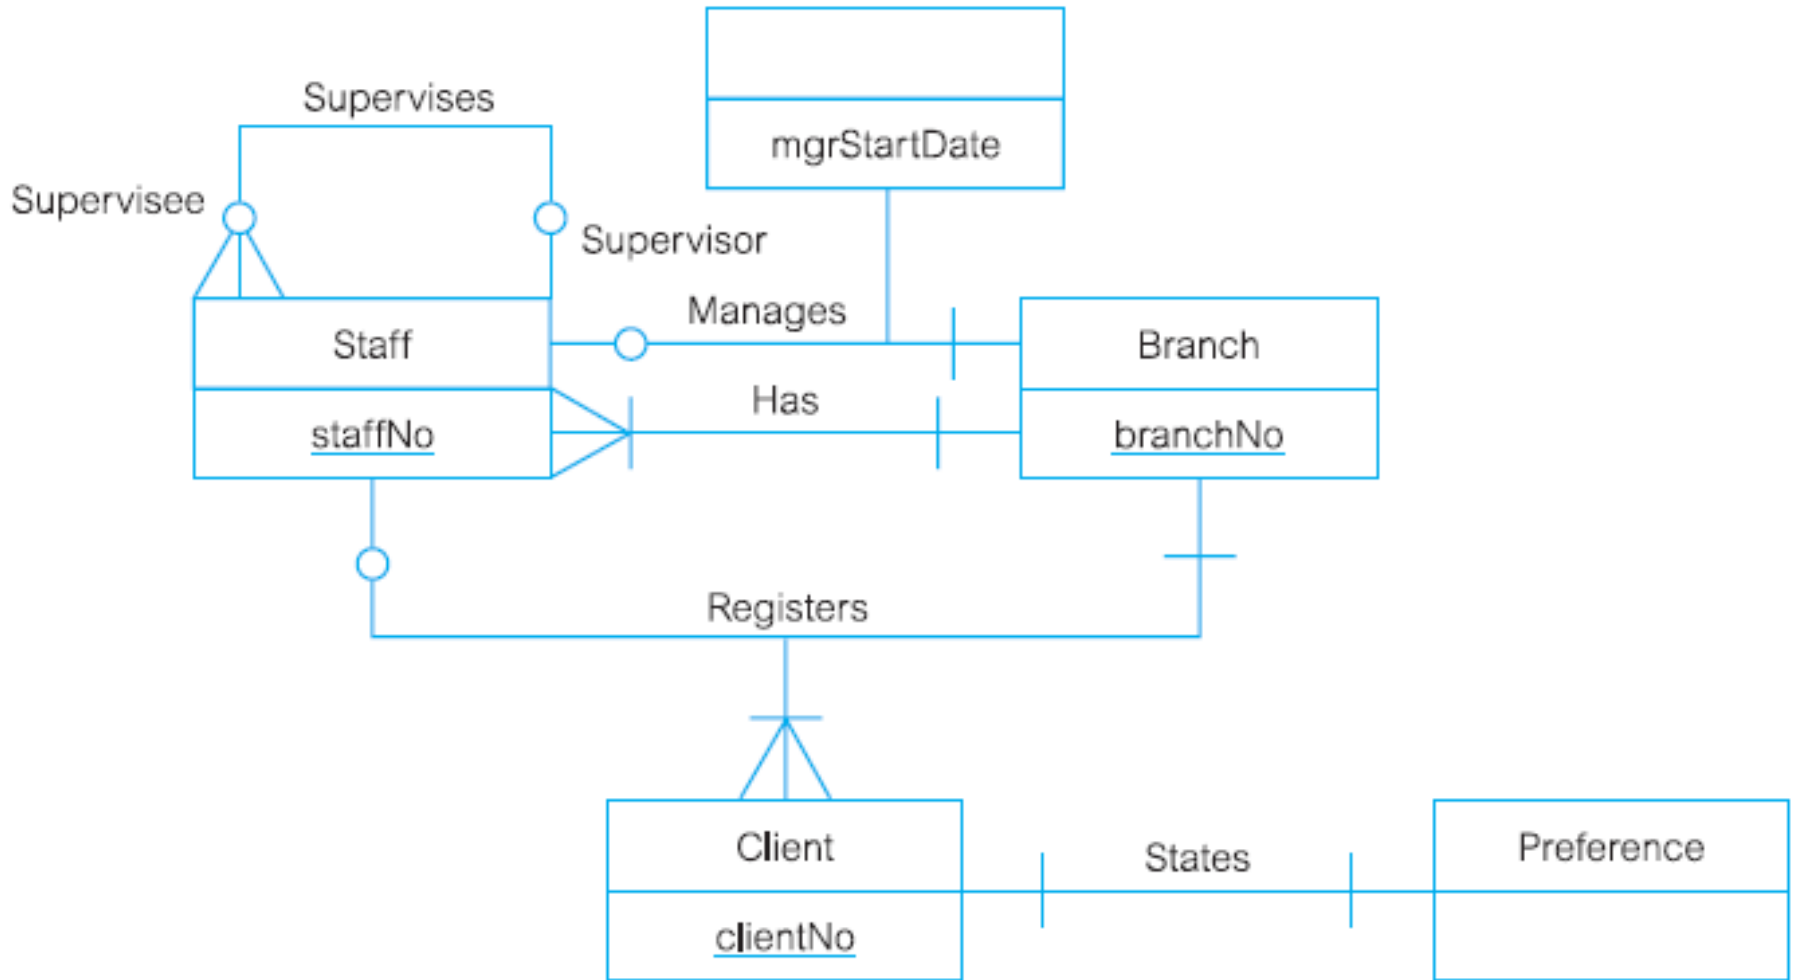 Supervises
mgrStartDate
Supervisee
Supervisor
Manages
Staff
Branch
Has
staffNo
branchNo
Registers
Client
States
Preference
clientNo